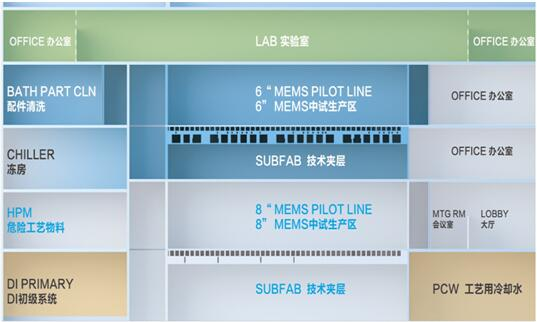 OFFICE 办公室
LAB 实验室
OFFICE 办公室
BATH PART CLN
配件清洗
6“ MEMS PILOT LINE
6” MEMS中试生产区
OFFICE 办公室
CHILLER
冻房
SUBFAB 技术夹层
OFFICE 办公室
HPM
危险工艺物料
8“ MEMS PILOT LINE
8” MEMS中试生产区
MTG RM
会议室
LOBBY
大厅
DI PRIMARY
DI初级系统
SUBFAB 技术夹层
PCW 工艺用冷却水